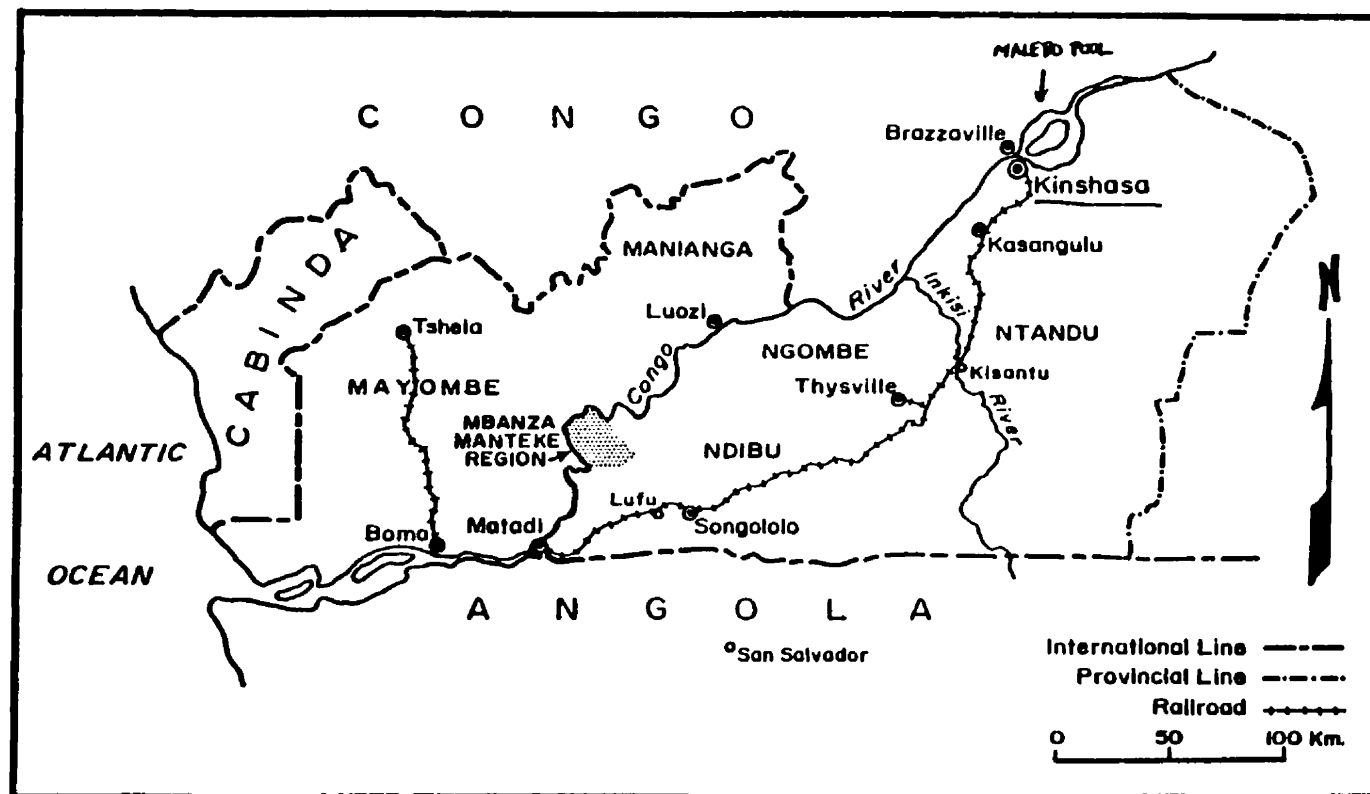 MALEBO POOL
CONGO
Brazzaville
Kinshasa
CABINDA
MANIANGA
Kasangulu
River
Inkisi
Luozi
Tshela
NGOMBE
NTANDU
N
Congo
Kisantu
MAYOMBE
Thysville
River
MBANZA
MANTEKE
REGION
ATLANTIC
NDIBU
Lufu
Songololo
Boma
Matadi
OCEAN
ANGOLA
San Salvador
International Line
Provincial Line
Railroad
0 50 100 Km.